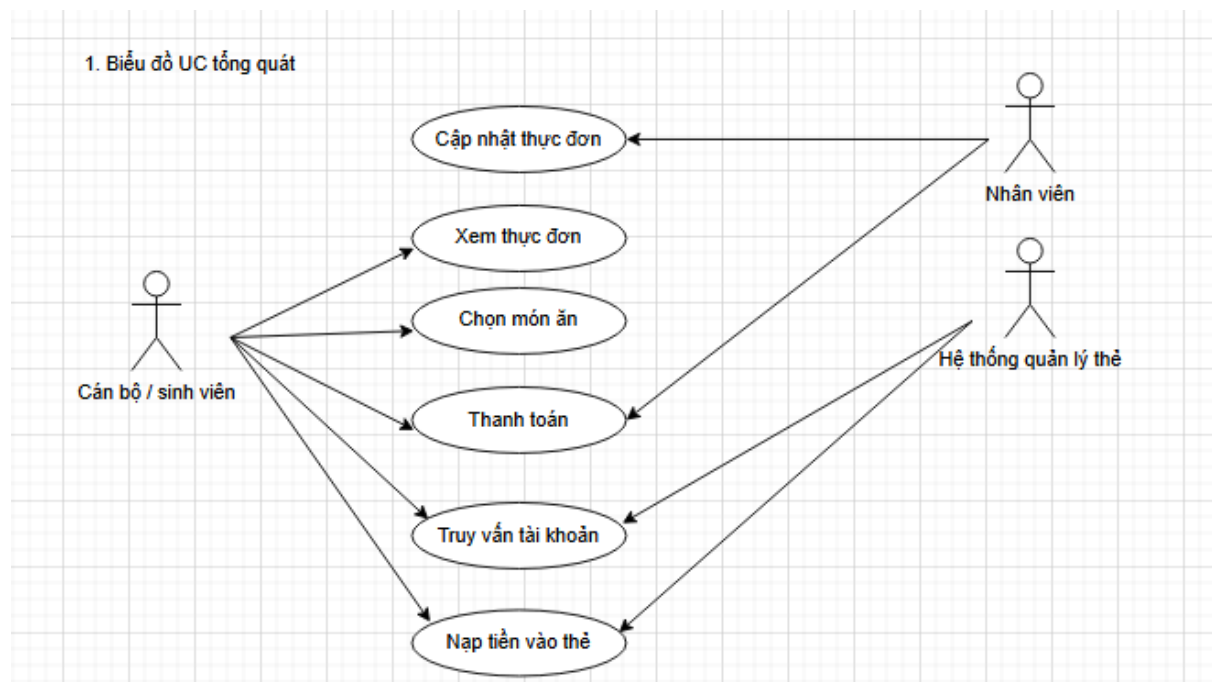 1. Biểu đồ UC tổng quát
Cập nhật thực đơn
Nhân viên
Xem thực đơn
Chọn món ăn
Hệ thống quản lý thẻ
Cán bộ / sinh viên
Thanh toán
Truy vấn tài khoản
Nạp tiền vào thẻ